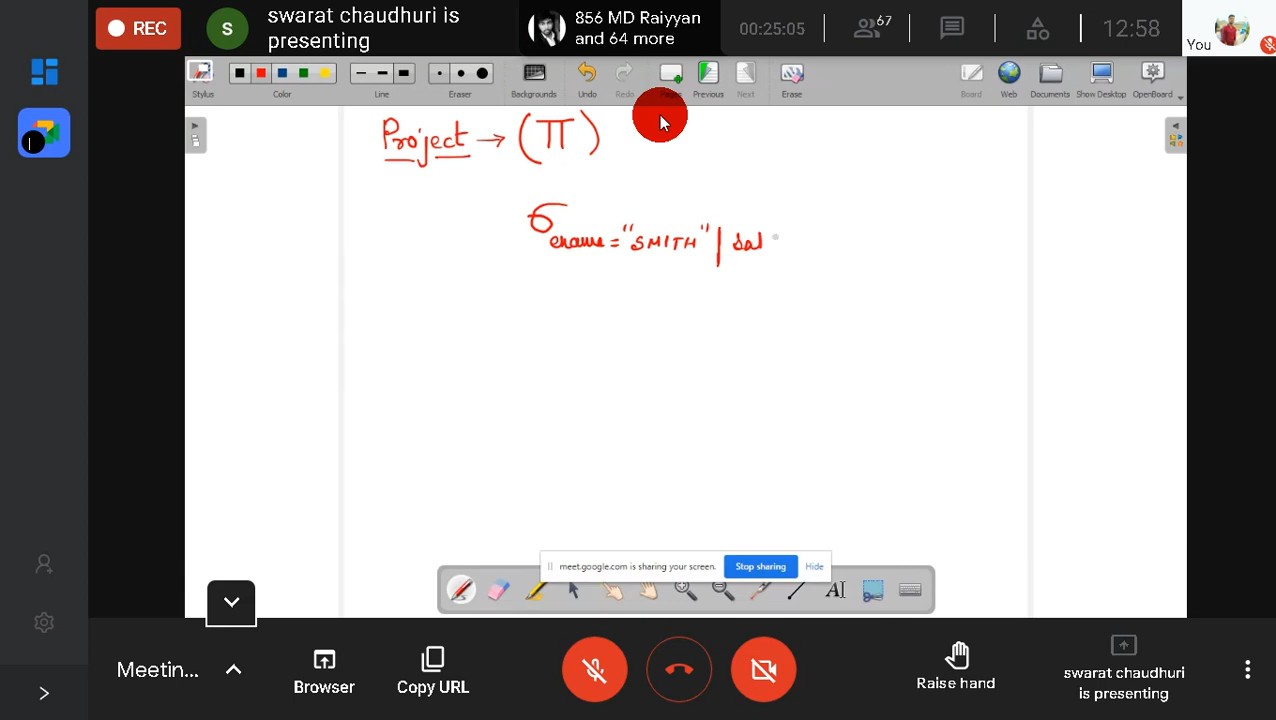 REC
S
swarat chaudhuri is
presenting
856 MD Raiyyan
and 64 more
00:25:05
67
12:58
You
Stylus
Color
Line
Eraser
Backgrounds
Undo
Redo
Pages
Previous
Next
Erase
Board
Web
Documents
Show Desktop
OpenBoard
Project → (π)
σ ename = "SMITH" | sal
meet.google.com is sharing your screen.
Stop sharing
Hide
AI
Meetin...
Browser
Copy URL
Raise hand
swarat chaudhuri
is presenting